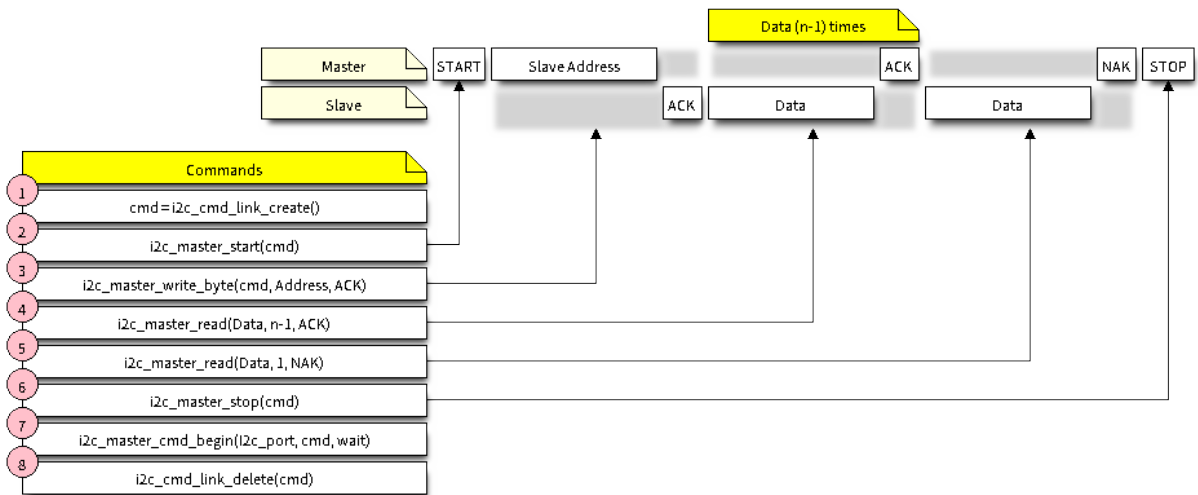 Data (n-1) times
Master START Slave Address ACK NAK STOP
Slave ACK Data Data
Commands
1 cmd=i2c_cmd_link_create()
2 i2c_master_start(cmd)
3 i2c_master_write_byte(cmd, Address, ACK)
4 i2c_master_read(Data, n-1, ACK)
5 i2c_master_read(Data, 1, NAK)
6 i2c_master_stop(cmd)
7 i2c_master_cmd_begin(I2c_port, cmd, wait)
8 i2c_cmd_link_delete(cmd)